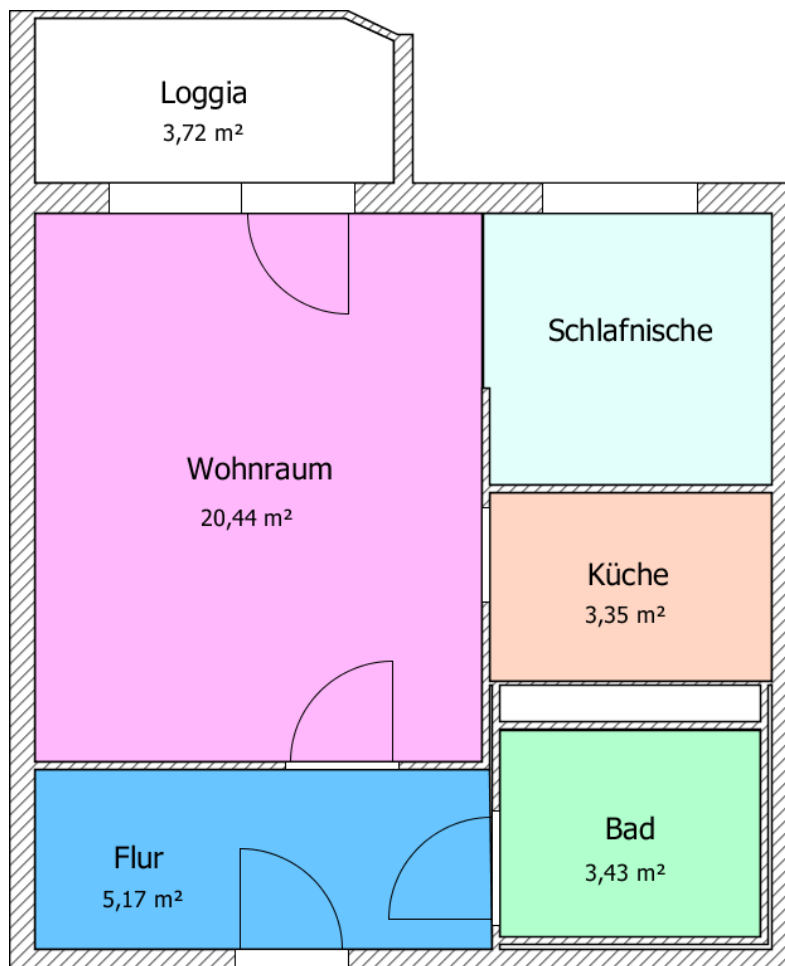 Loggia
3,72 m²
Schlafnische
Wohnraum
20,44 m²
Küche
3,35 m²
Bad
3,43 m²
Flur
5,17 m²